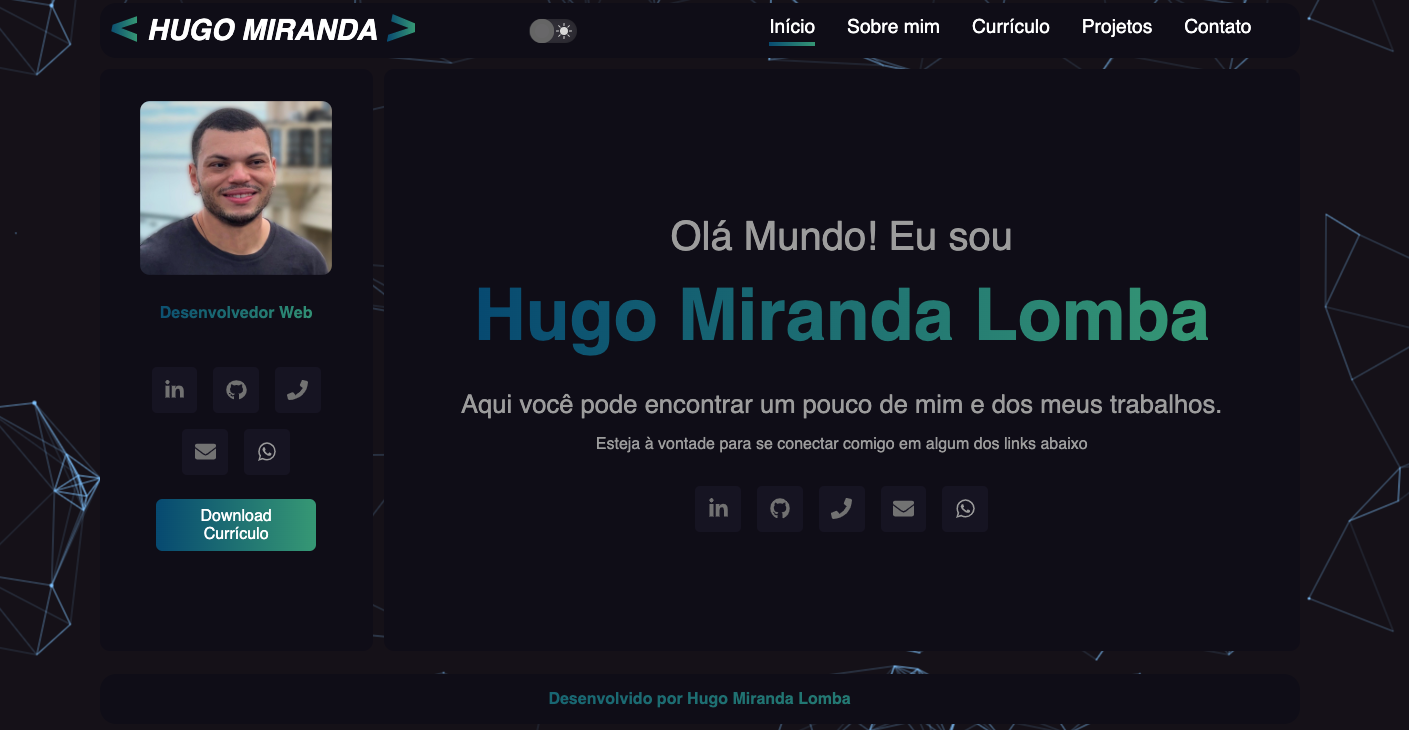 < HUGO MIRANDA >
Início Sobre mim Currículo Projetos Contato
Desenvolvedor Web
in
Download
Currículo
Olá Mundo! Eu sou
Hugo Miranda Lomba
Aqui você pode encontrar um pouco de mim e dos meus trabalhos.
Esteja à vontade para se conectar comigo em algum dos links abaixo
in
Desenvolvido por Hugo Miranda Lomba